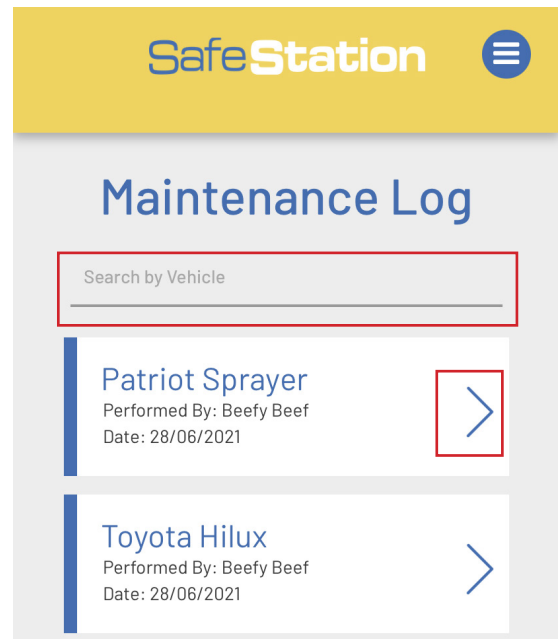 SafeStation
Maintenance Log
Search by Vehicle
Patriot Sprayer
Performed By: Beefy Beef
Date: 28/06/2021
Toyota Hilux
Performed By: Beefy Beef
Date: 28/06/2021